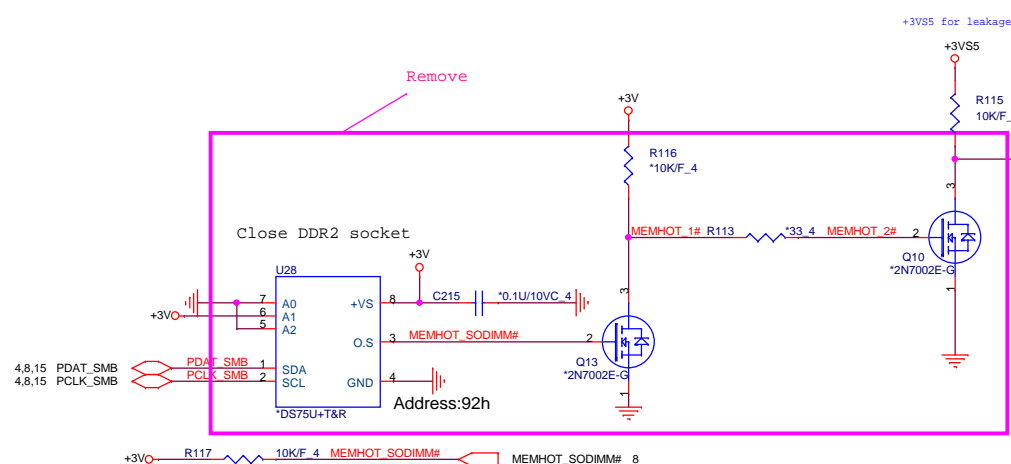 +3VS5 for leakage
+3VS5
Remove
+3V
R115
10K/F_
R116
*10K/F_4
3
Close DDR2 socket
MEMHOT_1# R113 *33_4 MEMHOT_2# 2
U28
+3V
Q10
*2N7002E-G
7 A0 +VS 8 C215 *0.1U/10VC_4
1
3
+3V 6 A1
5 A2
O.S 3 MEMHOT_SODIMM# 2
4,8,15 PDAT_SMB PDAT_SMB 1 SDA
Q13
*2N7002E-G
4,8,15 PCLK_SMB PCLK_SMB 2 SCL GND 4
1
Address:92h
*DS75U+T&R
+3V R117 10K/F_4 MEMHOT_SODIMM# MEMHOT_SODIMM# 8